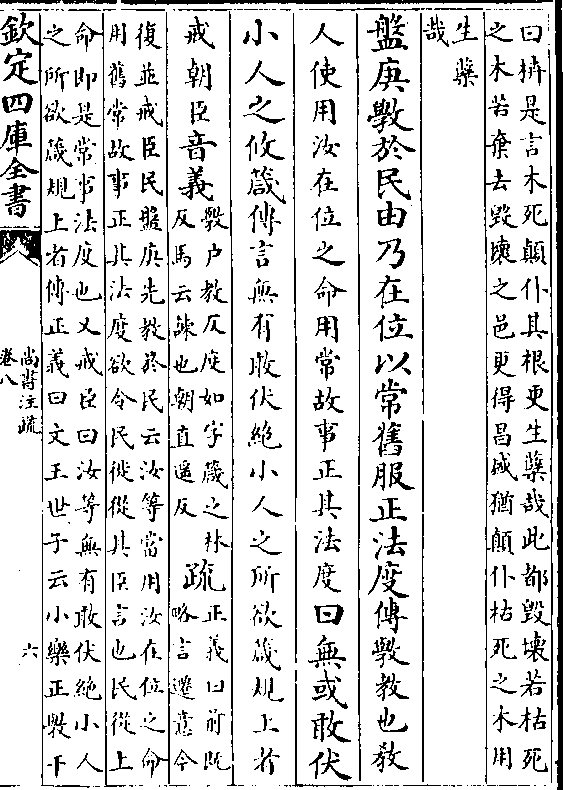 曰枿是言木死顛仆其根更生蘖哉此都毀壞若枯死
之木若棄去毀壞之邑更得昌盛猶顛仆枯死之木用
生蘖
哉
盤庚斆於民由乃在位以常舊服正法度傳斆教也教
人使用汝在位之命用常故事正其法度曰無或敢伏
小人之攸箴傳言無有敢伏絶小人之所欲箴規上者
戒朝臣音義斆户教反度如字箴之林
反馬云諫也朝直遥反
疏正義曰前既
略言遷意今
復並戒臣民盤庚先教於民云汝等當用汝在位之命
用舊常故事正其法度欲令民徙從其臣言也民從上
命即是常事法度也又戒臣曰汝等無有敢伏絶小人
之所欲箴規上者傳正義曰文王世子云小樂正斆干
欽定四庫全書
尚書注疏
卷八
六